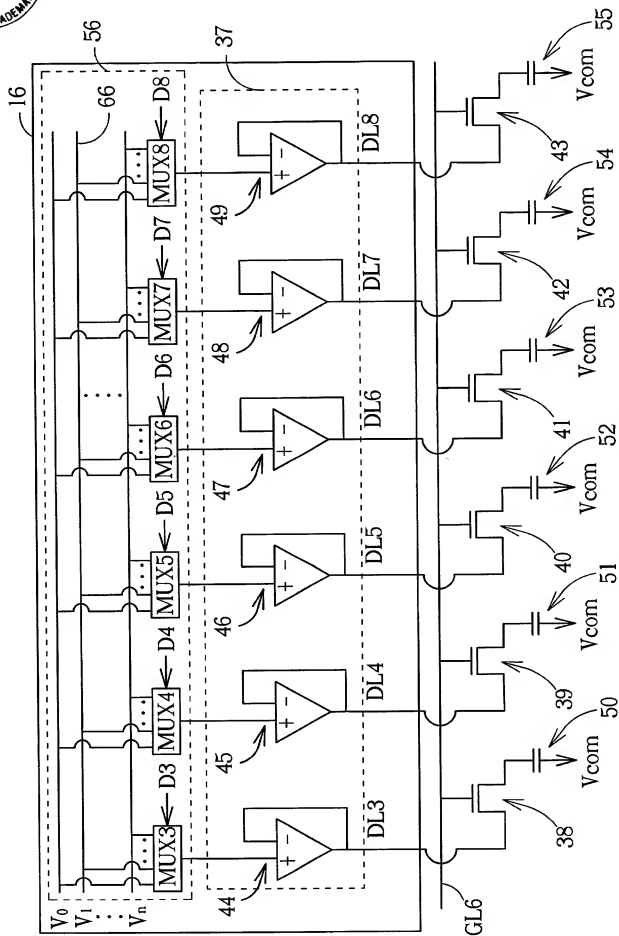 ADEMA
16
66
56
37
V0
V1
Vn
MUX3
MUX4
MUX5
MUX6
MUX7
MUX8
D3
D4
D5
D6
D7
D8
44
45
46
47
48
49
+ −
+ −
+ −
+ −
+ −
+ −
DL3
DL4
DL5
DL6
DL7
DL8
GL6
38
39
40
41
42
43
50
51
52
53
54
55
Vcom
Vcom
Vcom
Vcom
Vcom
Vcom